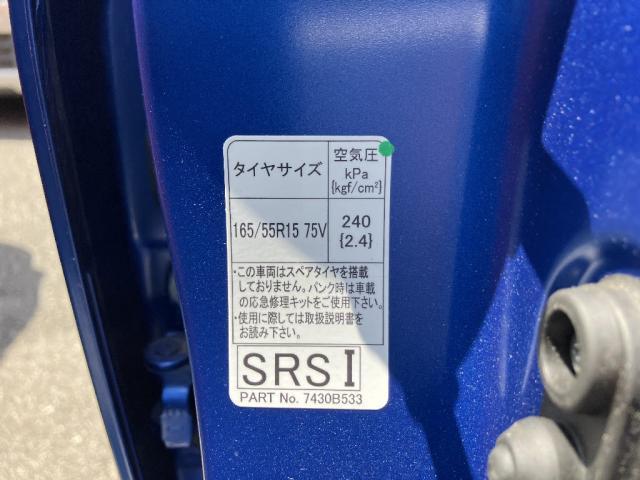 タイヤサイズ
空気圧
kPa
{kgf/cm²}
165/55R15 75V
240
{2.4}
・この車両はスペアタイヤを搭載
しておりません。パンク時は車載
の応急修理キットをご使用下さい。
・使用に際しては取扱説明書を
お読み下さい。
SRS I
PART No. 7430B533